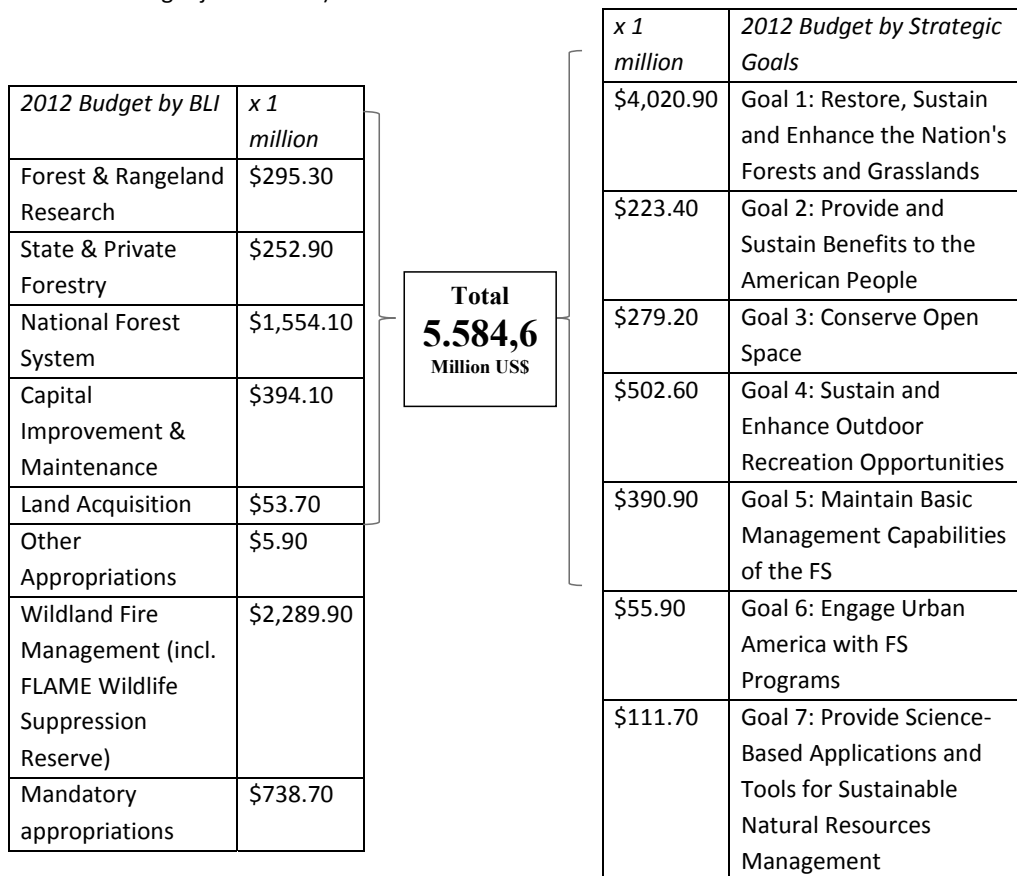 2012 Budget by BLI
x 1
million
Forest & Rangeland
Research
$295.30
State & Private
Forestry
$252.90
National Forest
System
$1,554.10
Capital
Improvement &
Maintenance
$394.10
Land Acquisition
$53.70
Other
Appropriations
$5.90
Wildland Fire
Management (incl.
FLAME Wildlife
Suppression
Reserve)
$2,289.90
Mandatory
appropriations
$738.70
Total
5.584,6
Million US$
x 1
million
2012 Budget by Strategic
Goals
$4,020.90
Goal 1: Restore, Sustain
and Enhance the Nation's
Forests and Grasslands
$223.40
Goal 2: Provide and
Sustain Benefits to the
American People
$279.20
Goal 3: Conserve Open
Space
$502.60
Goal 4: Sustain and
Enhance Outdoor
Recreation Opportunities
$390.90
Goal 5: Maintain Basic
Management Capabilities
of the FS
$55.90
Goal 6: Engage Urban
America with FS
Programs
$111.70
Goal 7: Provide Science-
Based Applications and
Tools for Sustainable
Natural Resources
Management